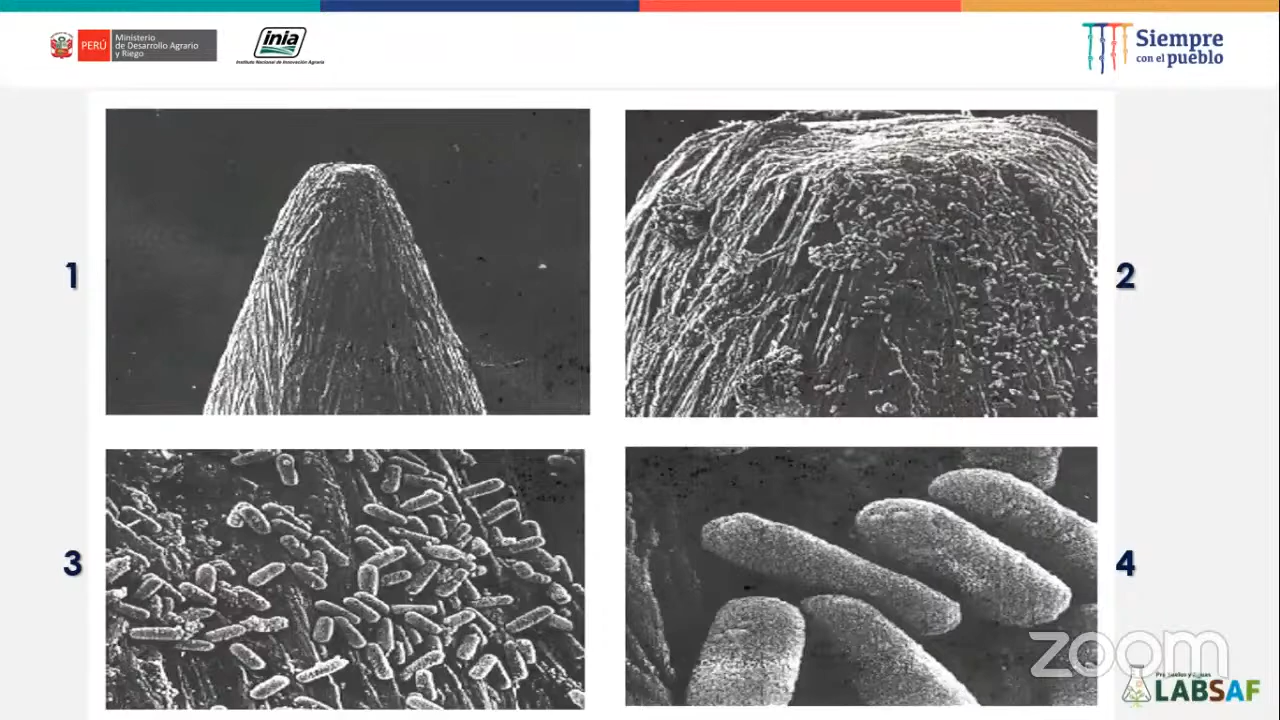 PERÚ
Ministerio
de Desarrollo Agrario
y Riego
inia
Instituto Nacional de Innovación Agraria
Siempre
con el pueblo
1
2
3
4
zoom
LABSAF